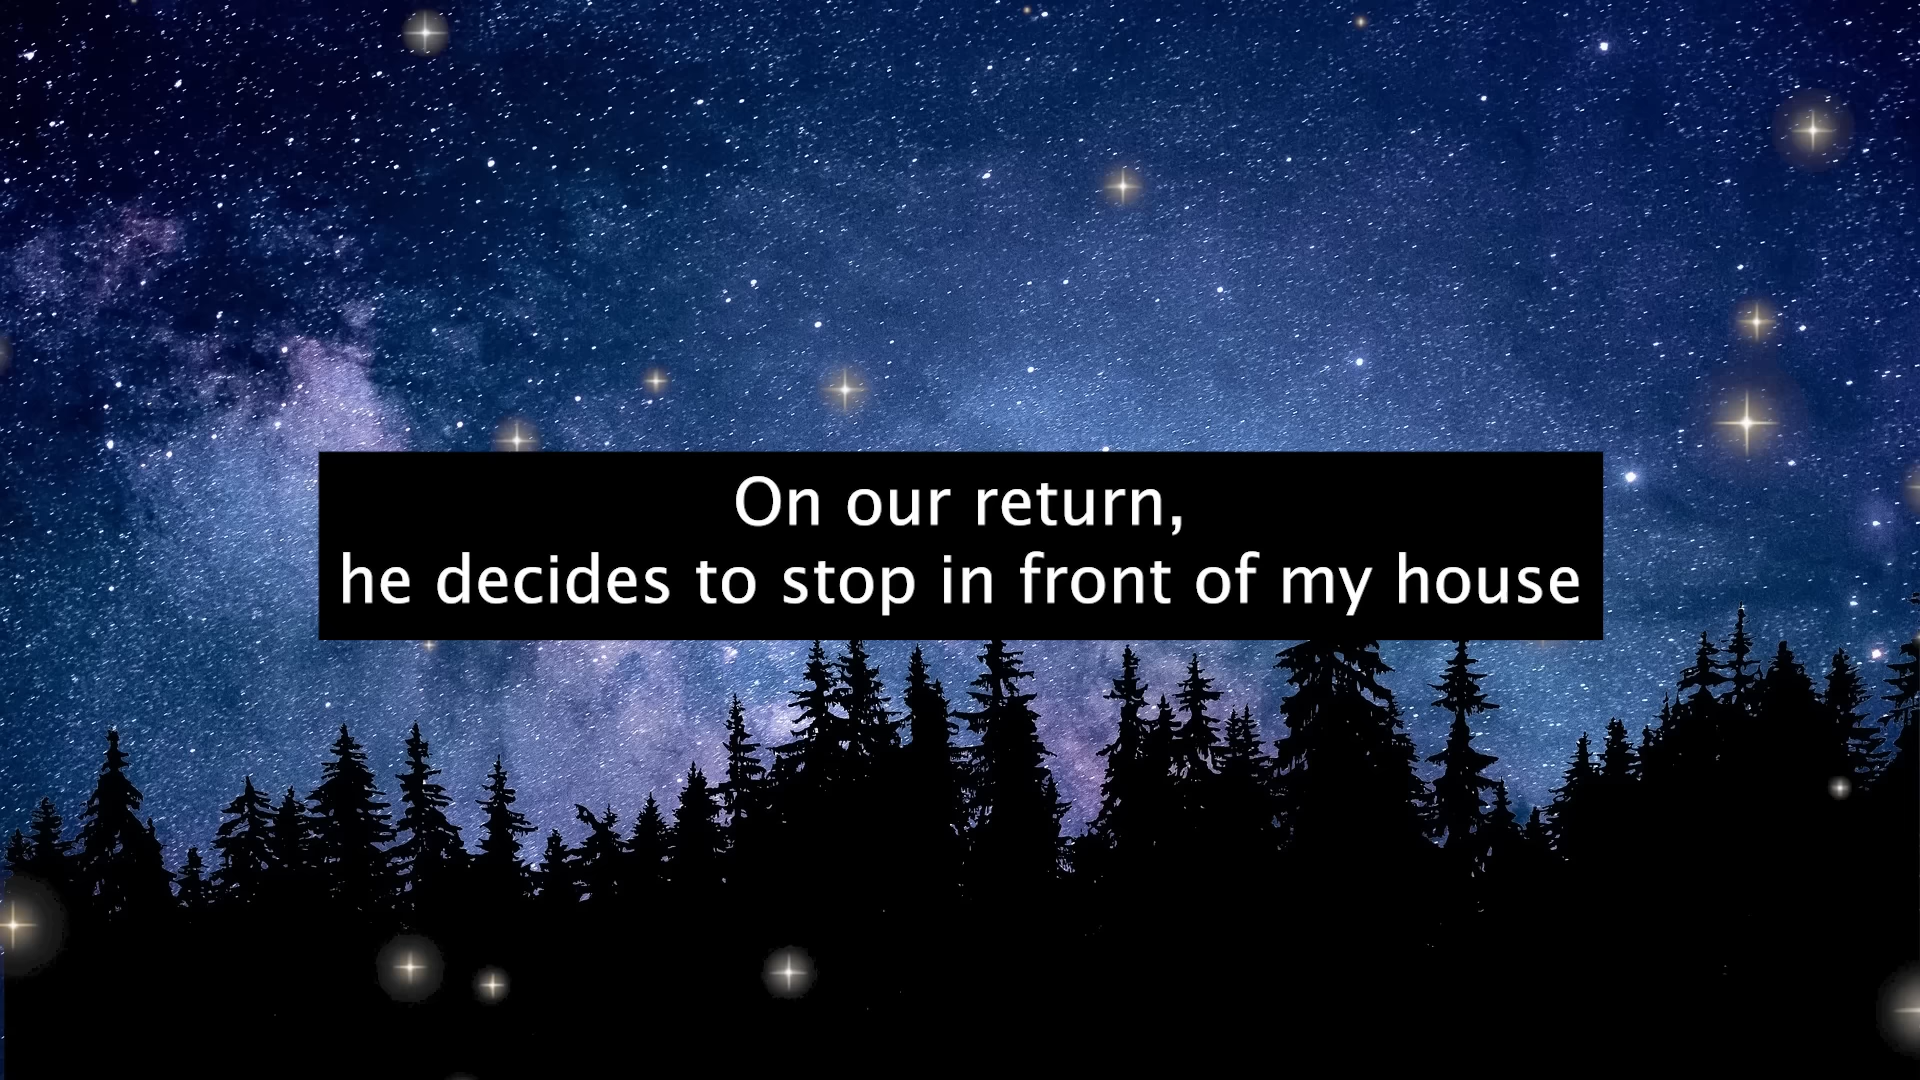 On our return,
he decides to stop in front of my house